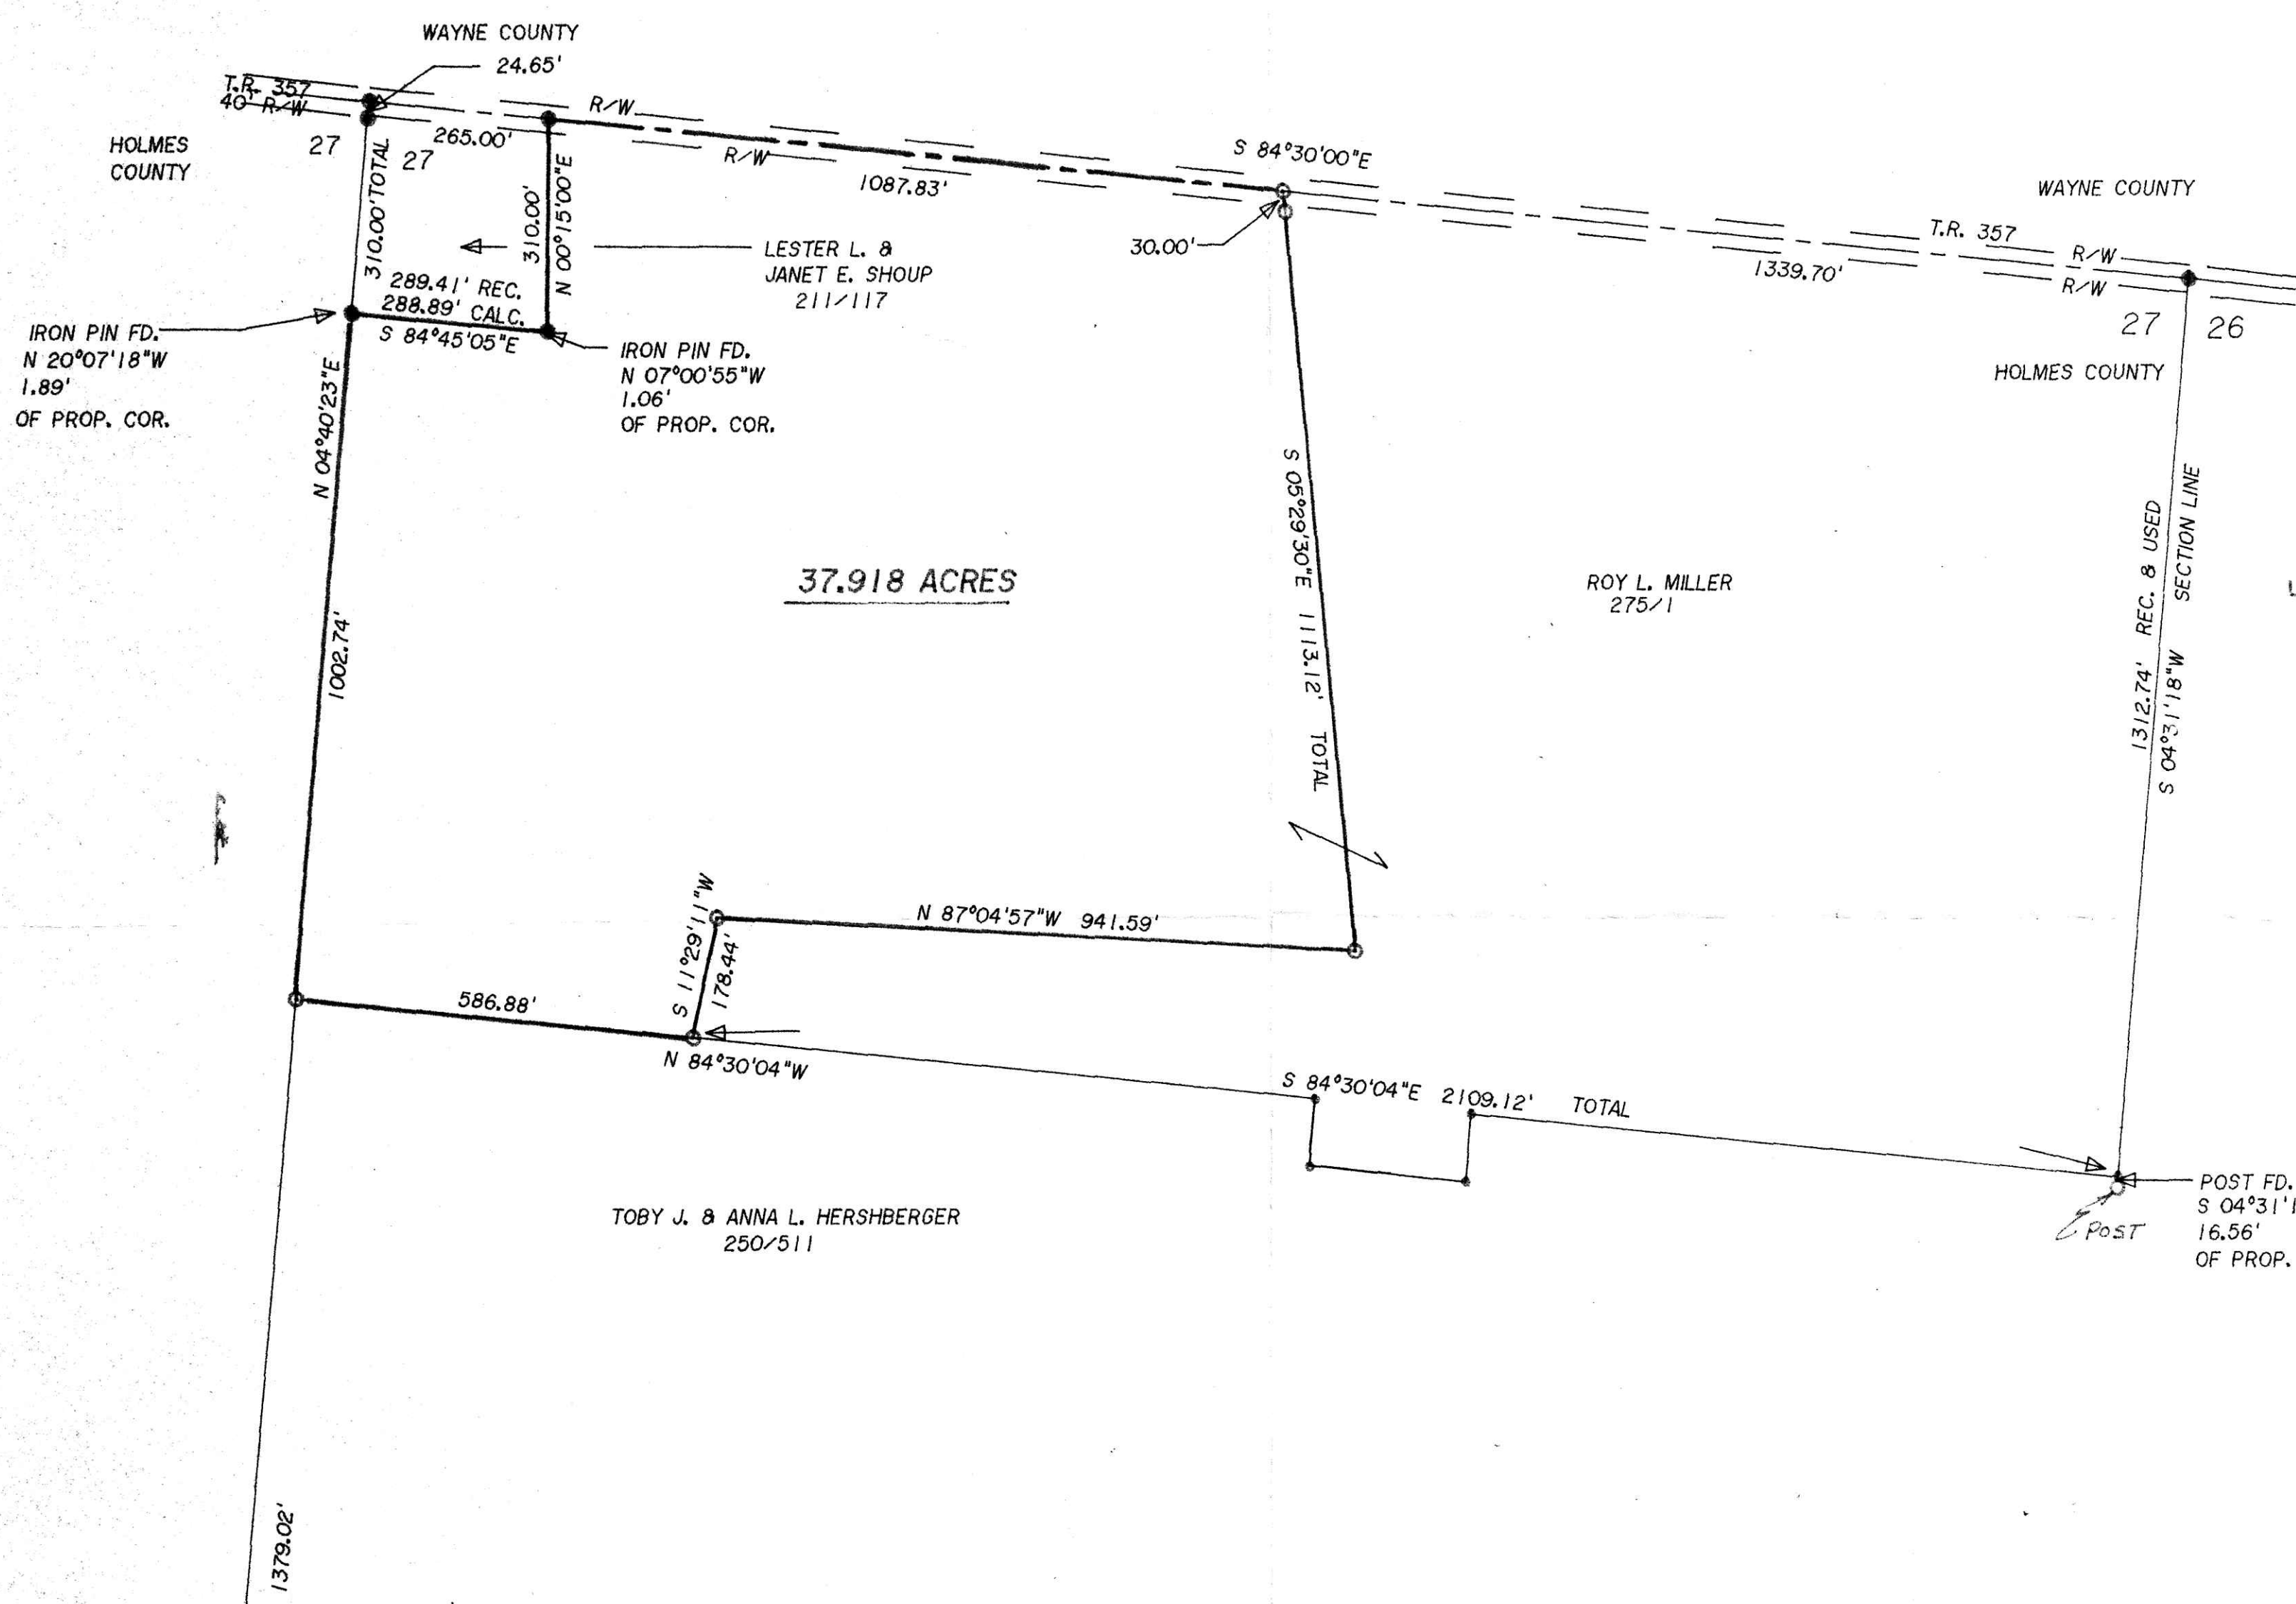 WAYNE COUNTY
24.65'
T.R. 357
40' R/W
HOLMES
COUNTY
27
27
265.00'
R/W
R/W
1087.83'
S 84°30'00"E
30.00'
WAYNE COUNTY
T.R. 357
R/W
R/W
1339.70'
27
26
HOLMES COUNTY
310.00' TOTAL
310.00'
N 00°15'00"E
LESTER L. &
JANET E. SHOUP
211/117
289.41' REC.
288.89' CALC.
S 84°45'05"E
IRON PIN FD.
N 20°07'18"W
1.89'
OF PROP. COR.
IRON PIN FD.
N 07°00'55"W
1.06'
OF PROP. COR.
N 04°40'23"E
1002.74'
37.918 ACRES
S 05°29'30"E 1113.12' TOTAL
ROY L. MILLER
275/1
1312.74' REC. & USED
S 04°31'18"W SECTION LINE
N 87°04'57"W 941.59'
S 11°29'11"W
178.44'
586.88'
N 84°30'04"W
S 84°30'04"E 2109.12' TOTAL
POST FD.
S 04°31'1
16.56'
OF PROP.
POST
TOBY J. & ANNA L. HERSHBERGER
250/511
1379.02'